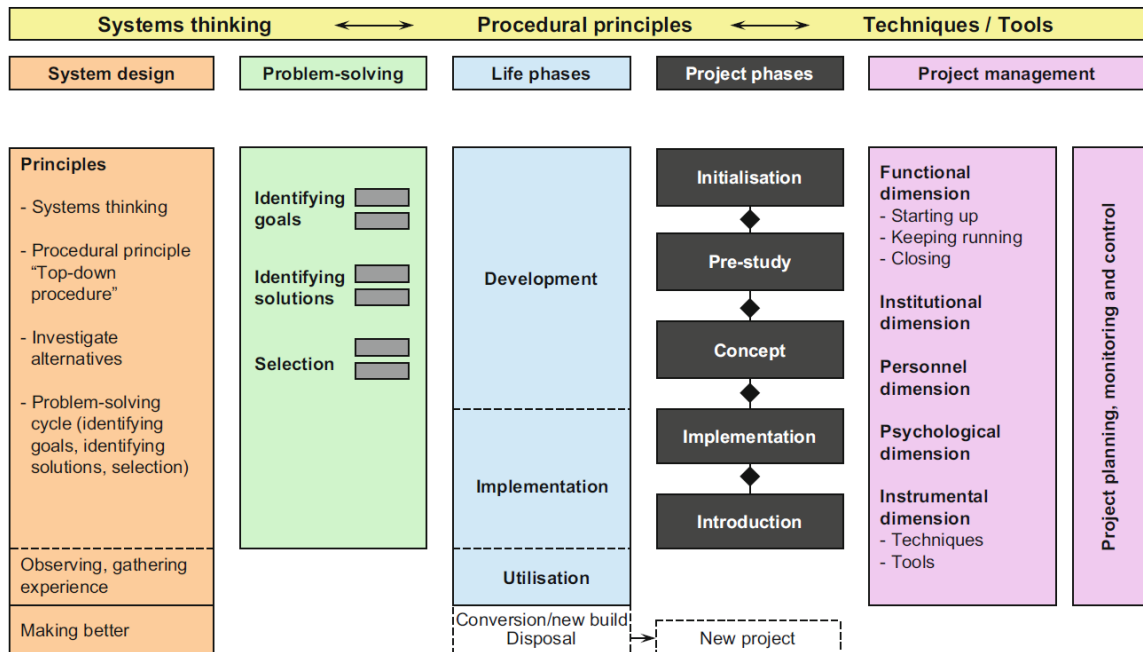 Systems thinking
Procedural principles
Techniques / Tools
System design
Problem-solving
Life phases
Project phases
Project management
Principles
- Systems thinking
- Procedural principle
“Top-down
procedure”
- Investigate
alternatives
- Problem-solving
cycle (identifying
goals, identifying
solutions, selection)
Observing, gathering
experience
Making better
Identifying
goals
Identifying
solutions
Selection
Development
Implementation
Utilisation
Conversion/new build
Disposal
Initialisation
Pre-study
Concept
Implementation
Introduction
New project
Functional
dimension
- Starting up
- Keeping running
- Closing
Institutional
dimension
Personnel
dimension
Psychological
dimension
Instrumental
dimension
- Techniques
- Tools
Project planning, monitoring and control